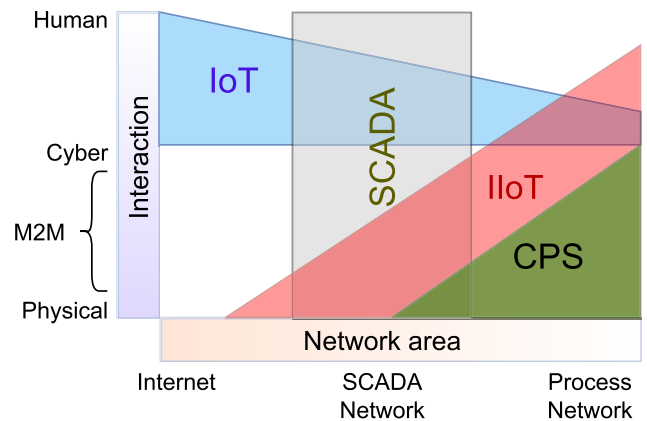 Human
IoT
SCADA
Interaction
Cyber
IIoT
M2M
CPS
Physical
Network area
Internet
SCADA
Network
Process
Network